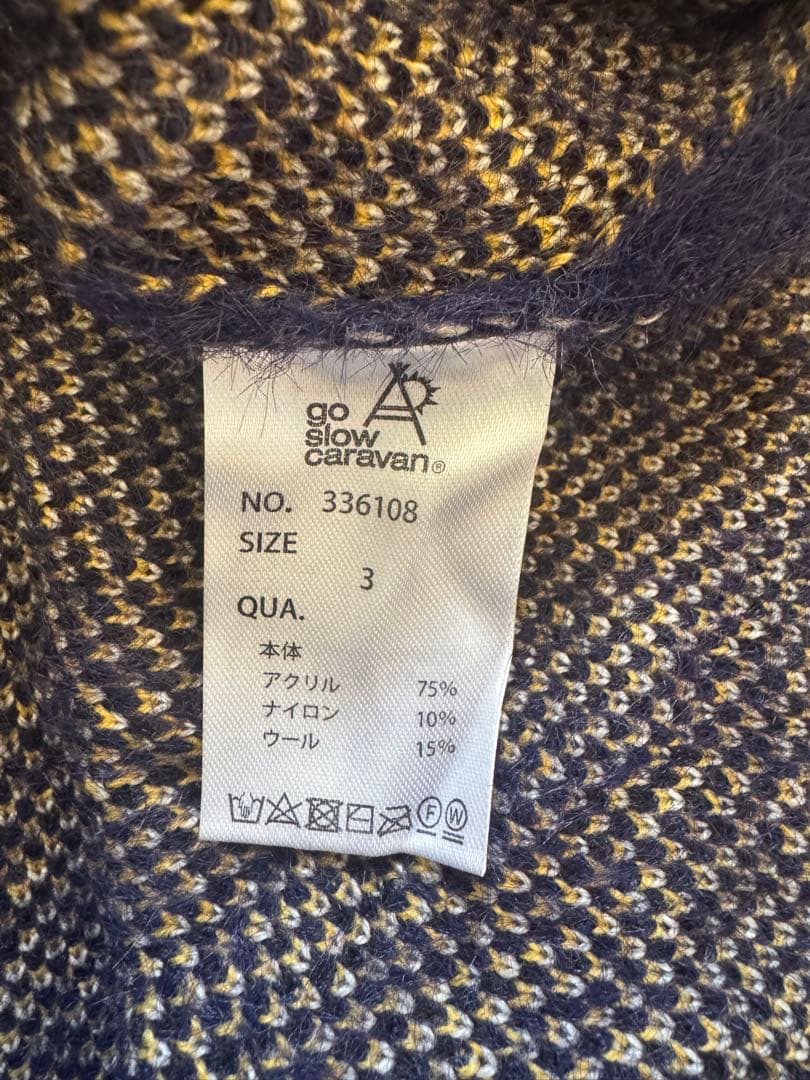 go
slow
caravan®
NO. 336108
SIZE
3
QUA.
本体
アクリル 75%
ナイロン 10%
ウール 15%
F W